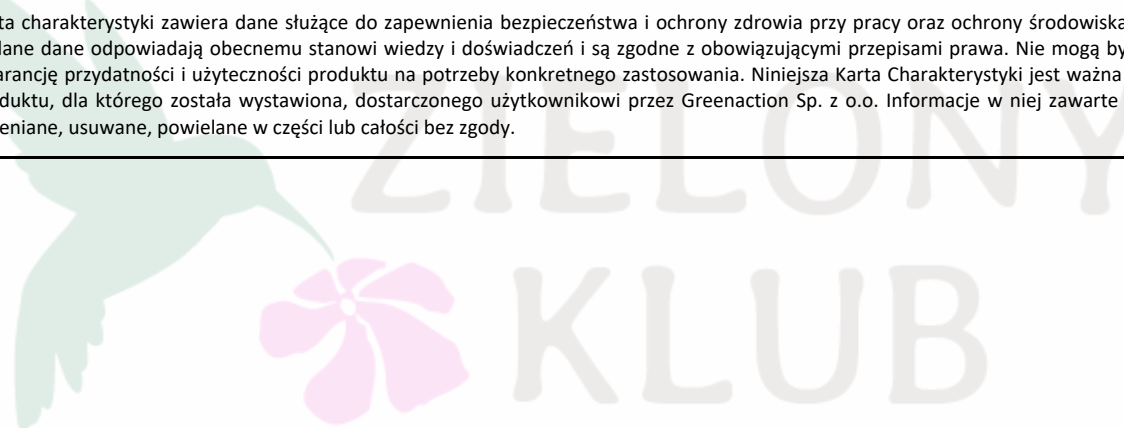 ta charakterystyki zawiera dane służące do zapewnienia bezpieczeństwa i ochrony zdrowia przy pracy oraz ochrony środowiska
dane dane odpowiadają obecnemu stanowi wiedzy i doświadczeń i są zgodne z obowiązującymi przepisami prawa. Nie mogą by
arancję przydatności i użyteczności produktu na potrzeby konkretnego zastosowania. Niniejsza Karta Charakterystyki jest ważna
duktu, dla którego została wystawiona, dostarczonego użytkownikowi przez Greenaction Sp. z o.o. Informacje w niej zawarte
eniane, usuwane, powielane w części lub całości bez zgody.
ZIELONY
KLUB